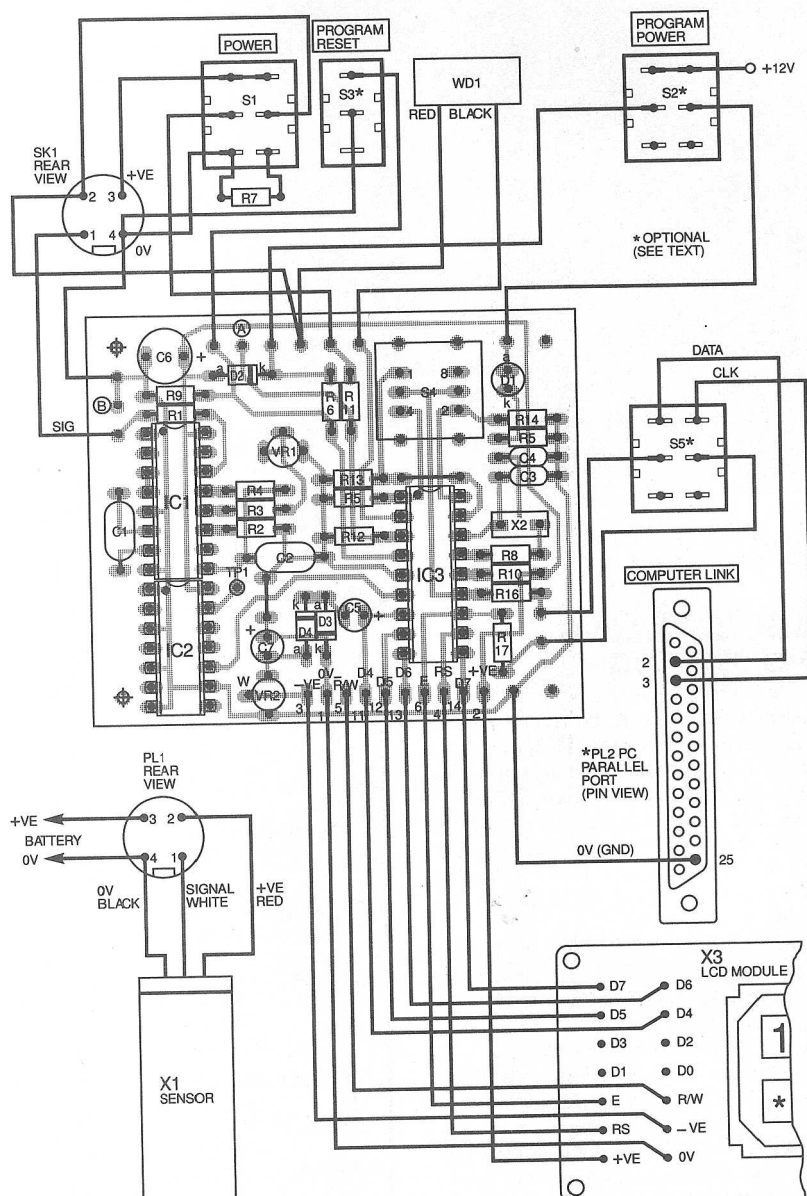 POWER
PROGRAM
RESET
PROGRAM
POWER
+12V
S1
S3*
WD1
S2*
RED
BLACK
SK1
REAR
VIEW
+VE
2
3
1
4
0V
R7
*OPTIONAL
(SEE TEXT)
A
C6
+
a
D2
k
a
D1
k
1
8
S4
4
2
R
6
R
11
B
R9
R1
SIG
DATA
CLK
S5*
R14
R5
C4
C3
VR1
IC1
R4
R3
R2
C1
C2
R13
R5
R12
IC3
X2
R8
R10
R16
R
17
TP1
IC2
k
a
D4
D3
a
k
C5
+
+
C7
W
VR2
-VE
0V
R/W
D4
D5
D6
E
RS
D7
+VE
3
1
5
11
12
13
6
4
14
2
COMPUTER LINK
2
3
*PL2 PC
PARALLEL
PORT
(PIN VIEW)
0V (GND)
25
PL1
REAR
VIEW
+VE
BATTERY
0V
3
2
4
1
0V
BLACK
SIGNAL
WHITE
+VE
RED
X1
SENSOR
X3
LCD MODULE
D7
D6
D5
D4
D3
D2
D1
D0
E
R/W
RS
-VE
+VE
0V
1
*